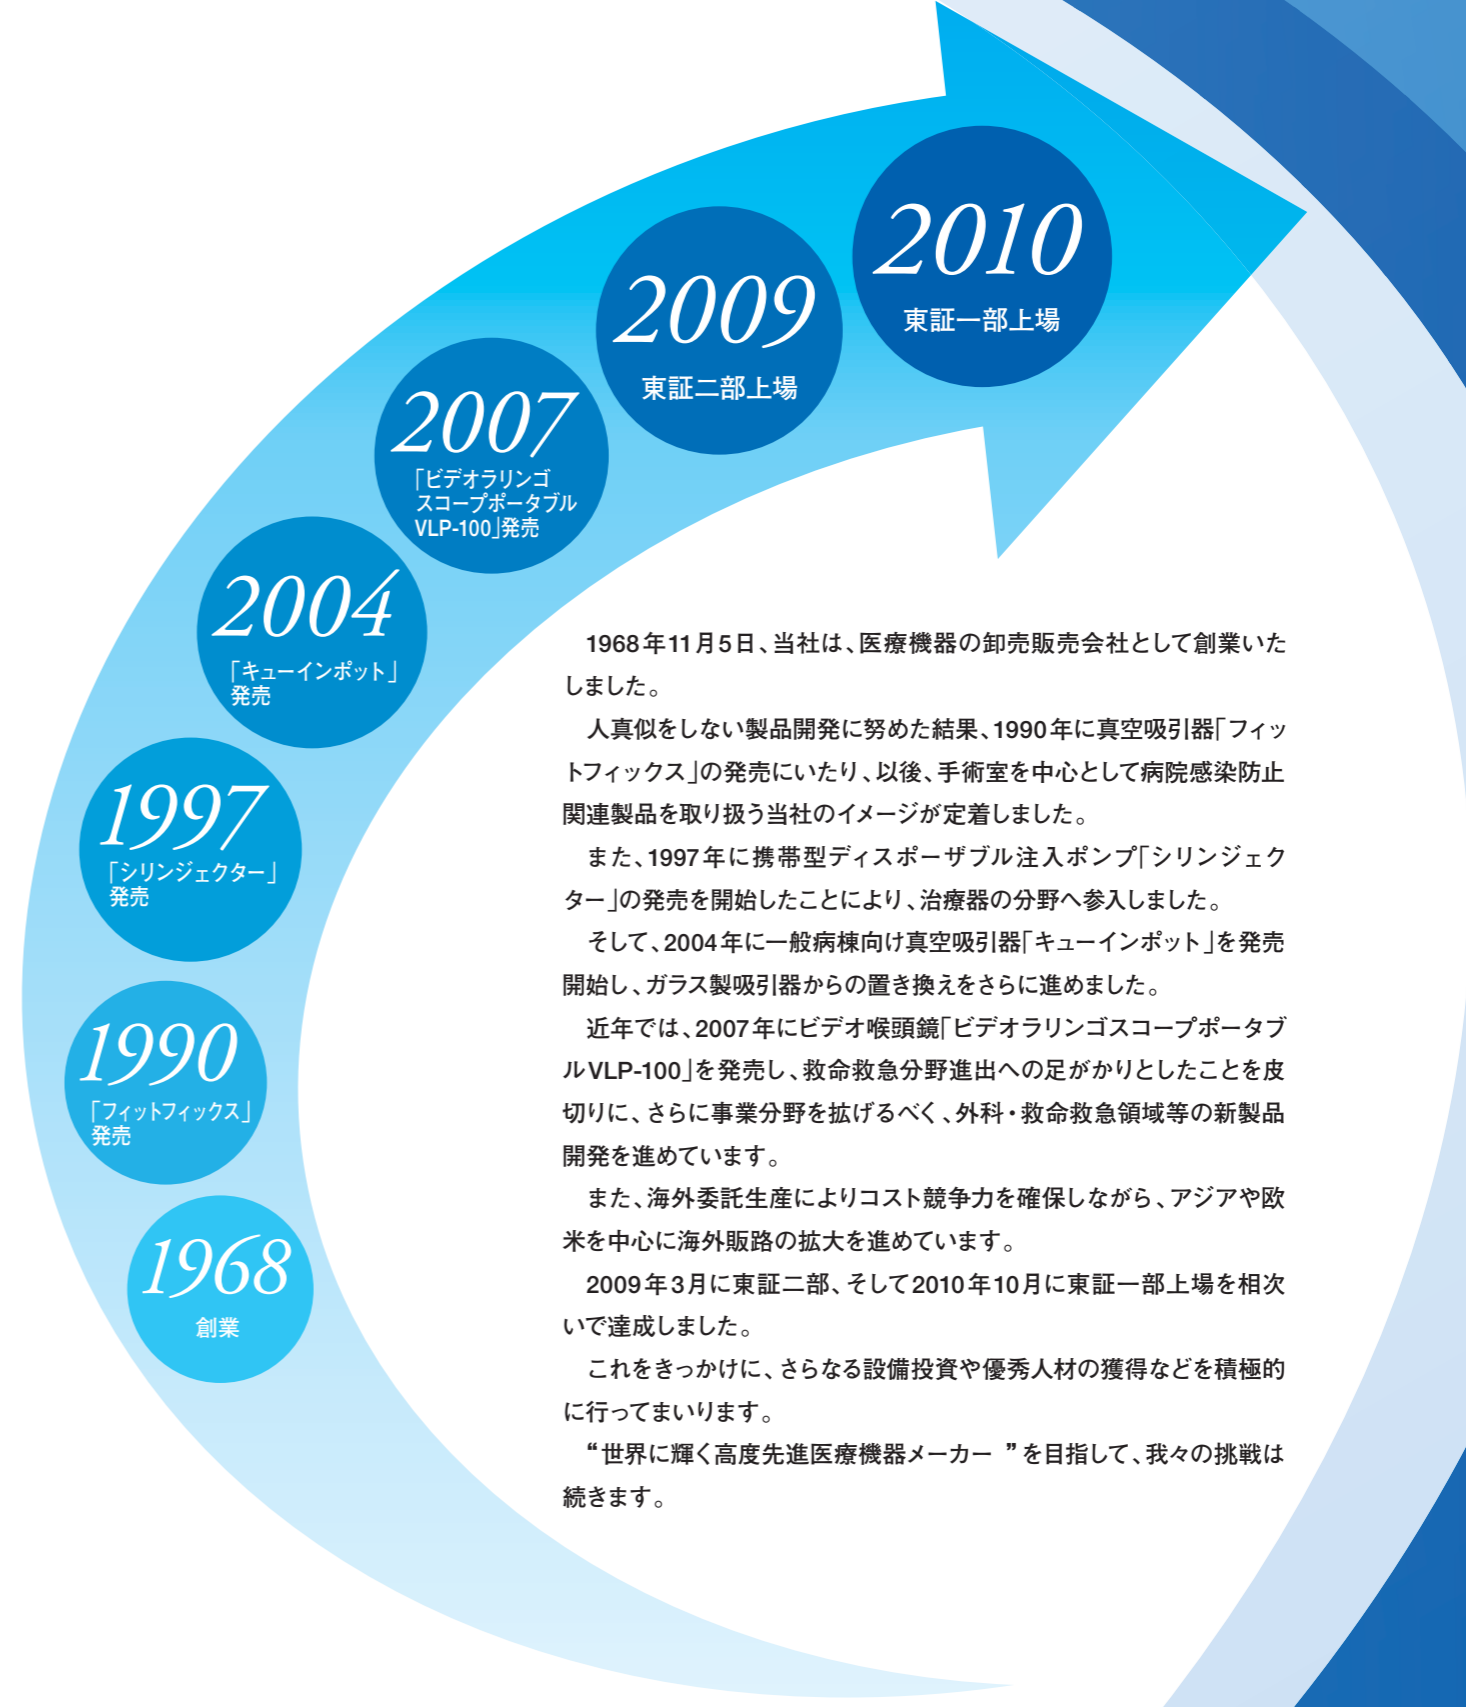 2010
東証一部上場
2009
東証二部上場
2007
「ビデオラリンゴ
スコープポータブル
VLP-100」発売
2004
「キューインポット」
発売
1997
「シリンジェクター」
発売
1990
「フィットフィックス」
発売
1968
創業
1968年11月5日、当社は、医療機器の卸売販売会社として創業いた
しました。
人真似をしない製品開発に努めた結果、1990年に真空吸引器「フィッ
トフィックス」の発売にいたり、以後、手術室を中心として病院感染防止
関連製品を取り扱う当社のイメージが定着しました。
また、1997年に携帯型ディスポーザブル注入ポンプ「シリンジェク
ター」の発売を開始したことにより、治療器の分野へ参入しました。
そして、2004年に一般病棟向け真空吸引器「キューインポット」を発売
開始し、ガラス製吸引器からの置き換えをさらに進めました。
近年では、2007年にビデオ喉頭鏡「ビデオラリンゴスコープポータブ
ルVLP-100」を発売し、救命救急分野進出への足がかりとしたことを皮
切りに、さらに事業分野を拡げるべく、外科・救命救急領域等の新製品
開発を進めています。
また、海外委託生産によりコスト競争力を確保しながら、アジアや欧
米を中心に海外販路の拡大を進めています。
2009年3月に東証二部、そして2010年10月に東証一部上場を相次
いで達成しました。
これをきっかけに、さらなる設備投資や優秀人材の獲得などを積極的
に行ってまいります。
“世界に輝く高度先進医療機器メーカー ”を目指して、我々の挑戦は
続きます。